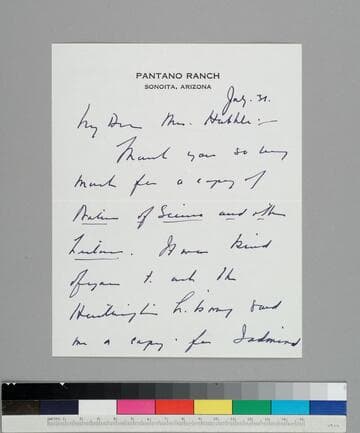 PANTANO RANCH
SONOITA, ARIZONA
July. 31.
My Dear Mrs. Hubble:—
Thank you so very
much for a copy of
Nature of Science and other
Lectures. It was kind
of you to ask the
Huntington Library send
me a copy. for I admired